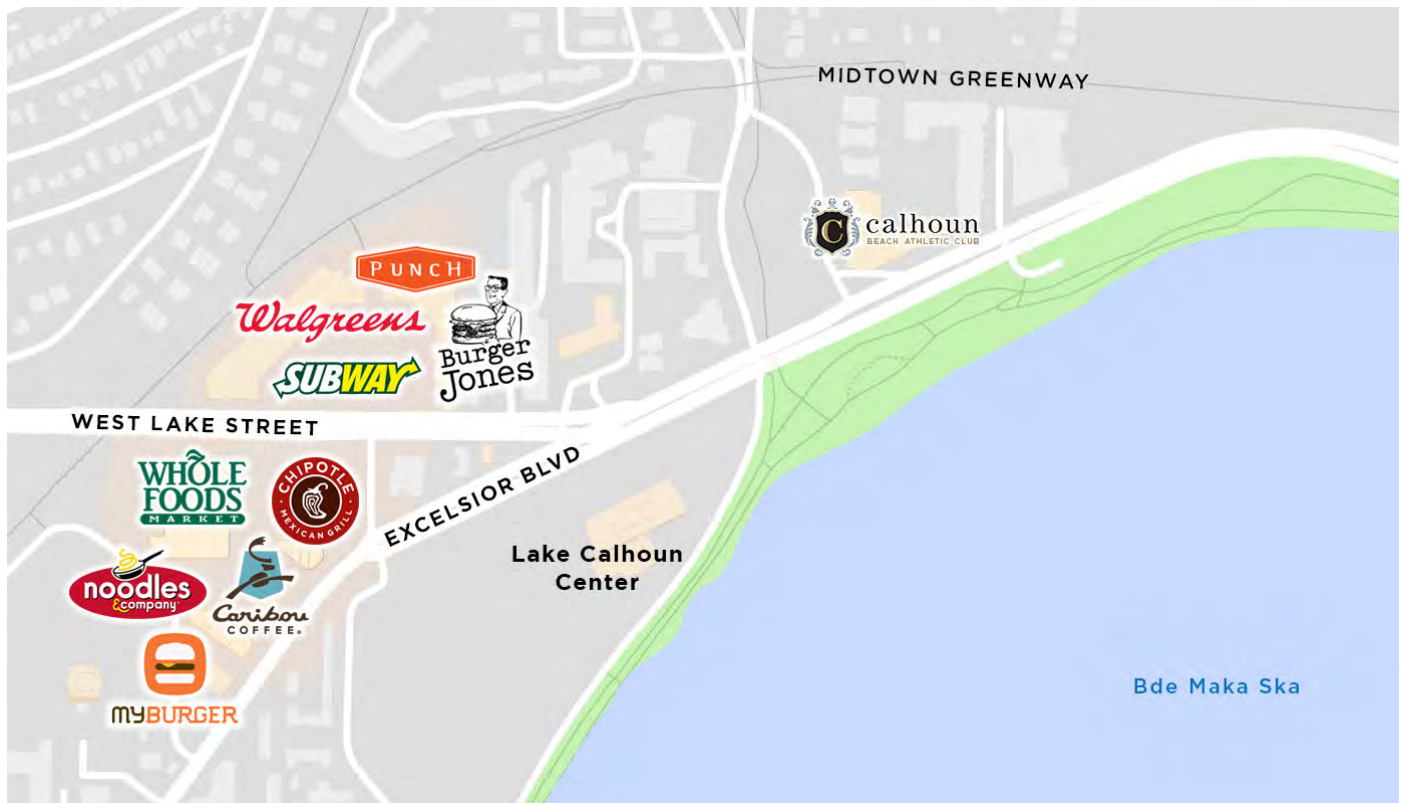 MIDTOWN GREENWAY
C
calhoun
BEACH ATHLETIC CLUB
PUNCH
Walgreens
Burger
Jones
SUBWAY
WEST LAKE STREET
WHOLE
FOODS
MARKET
CHIPOTLE
MEXICAN GRILL
EXCELSIOR BLVD
Lake Calhoun
Center
noodles
&company
Caribou
COFFEE®
MYBURGER
Bde Maka Ska